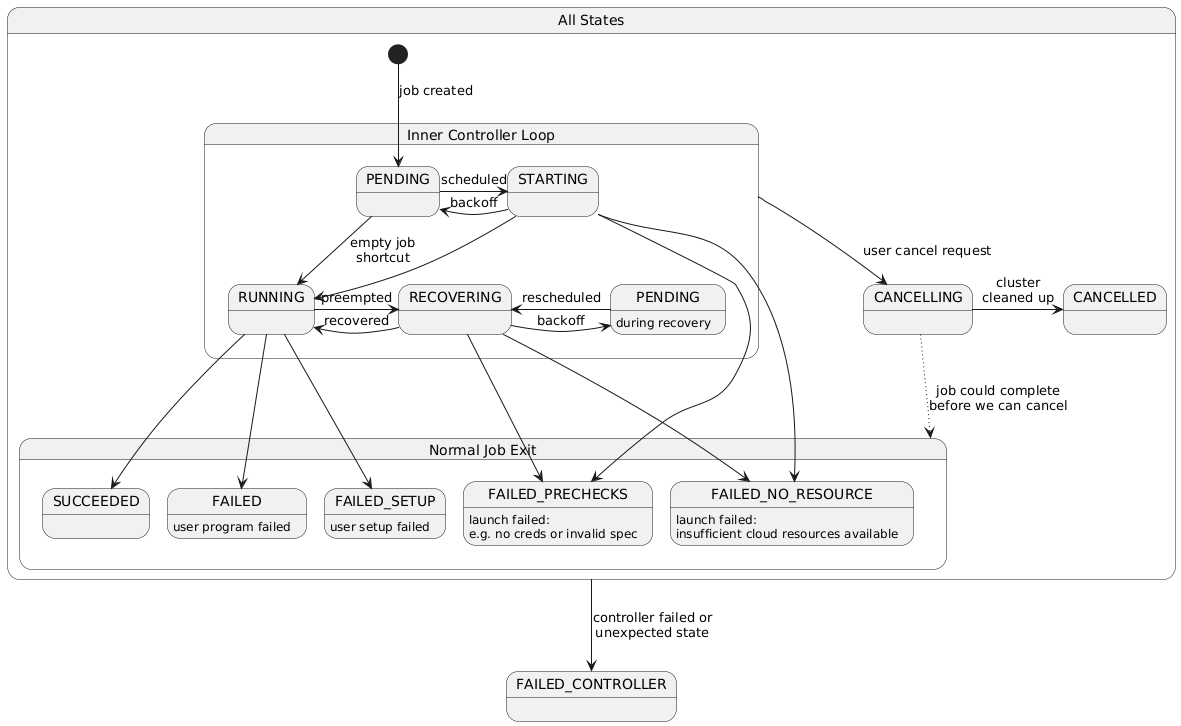 All States
job created
Inner Controller Loop
PENDING
scheduled
STARTING
backoff
empty job
shortcut
user cancel request
RUNNING
preempted
RECOVERING
rescheduled
PENDING
during recovery
recovered
backoff
CANCELLING
cluster
cleaned up
CANCELLED
job could complete
before we can cancel
Normal Job Exit
SUCCEEDED
FAILED
user program failed
FAILED_SETUP
user setup failed
FAILED_PRECHECKS
launch failed:
e.g. no creds or invalid spec
FAILED_NO_RESOURCE
launch failed:
insufficient cloud resources available
controller failed or
unexpected state
FAILED_CONTROLLER